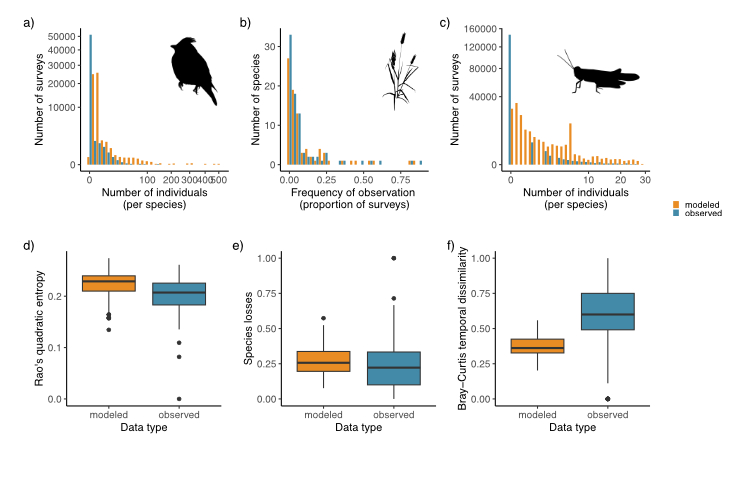 a)
50000
40000
30000
20000
10000
0
Number of surveys
0 100 200 300 400 500
Number of individuals
(per species)
b)
30
20
10
0
Number of species
0.00 0.25 0.50 0.75
Frequency of observation
(proportion of surveys)
c)
160000
120000
80000
40000
0
Number of surveys
0 10 20 30
Number of individuals
(per species)
modeled
observed
d)
0.2
0.1
0.0
Rao's quadratic entropy
modeled observed
Data type
e)
1.00
0.75
0.50
0.25
0.00
Species losses
modeled observed
Data type
f)
1.00
0.75
0.50
0.25
0.00
Bray−Curtis temporal dissimilarity
modeled observed
Data type